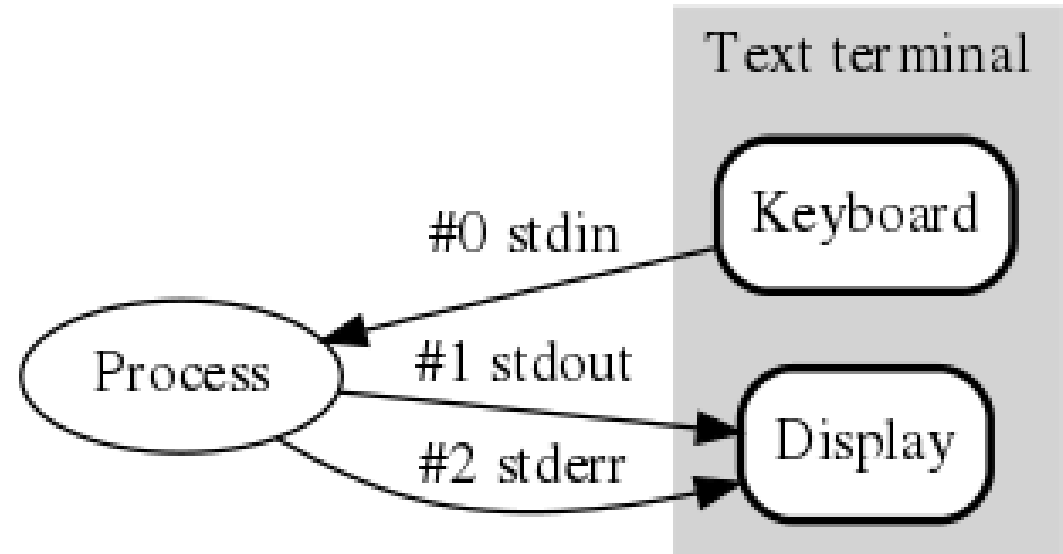 Text terminal
Keyboard
#0 stdin
Process
#1 stdout
Display
#2 stderr